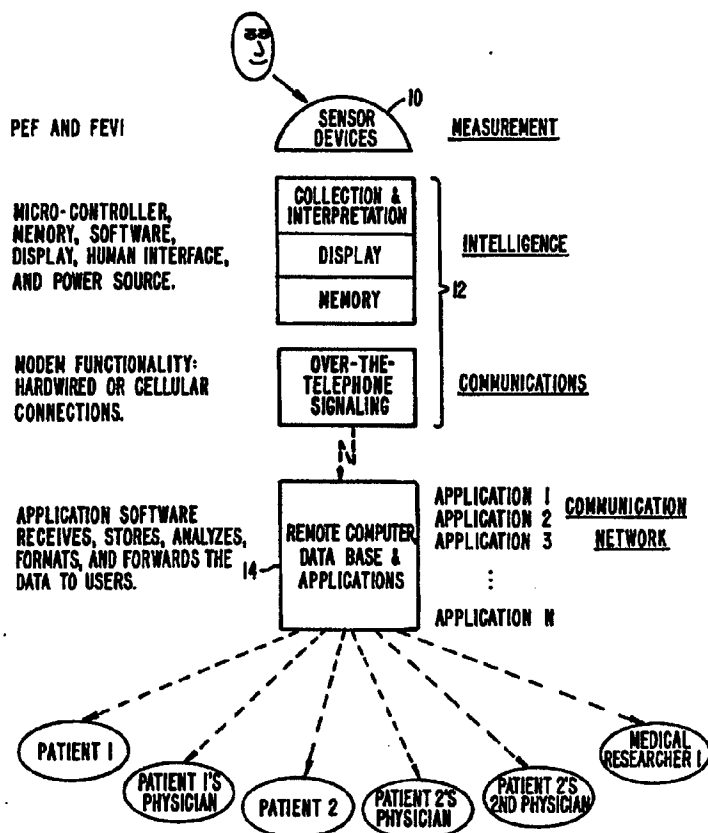 10
SENSOR
DEVICES
PEF AND FEV1
MEASUREMENT
COLLECTION &
INTERPRETATION
DISPLAY
MEMORY
MICRO-CONTROLLER,
MEMORY, SOFTWARE,
DISPLAY, HUMAN INTERFACE,
AND POWER SOURCE.
INTELLIGENCE
12
MODEM FUNCTIONALITY:
HARDWIRED OR CELLULAR
CONNECTIONS.
OVER-THE-
TELEPHONE
SIGNALING
COMMUNICATIONS
APPLICATION SOFTWARE
RECEIVES, STORES, ANALYZES,
FORMATS, AND FORWARDS THE
DATA TO USERS.
14
REMOTE COMPUTER
DATA BASE &
APPLICATIONS
APPLICATION 1
APPLICATION 2
APPLICATION 3
⋮
APPLICATION N
COMMUNICATION
NETWORK
PATIENT 1
PATIENT 1'S
PHYSICIAN
PATIENT 2
PATIENT 2'S
PHYSICIAN
PATIENT 2'S
2ND PHYSICIAN
MEDICAL
RESEARCHER 1